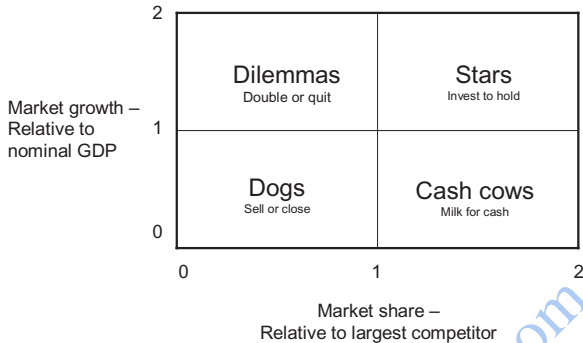 2
Dilemmas
Double or quit
Stars
Invest to hold
Market growth –
Relative to
nominal GDP
1
Dogs
Sell or close
Cash cows
Milk for cash
0
0
1
2
Market share –
Relative to largest competitor
om